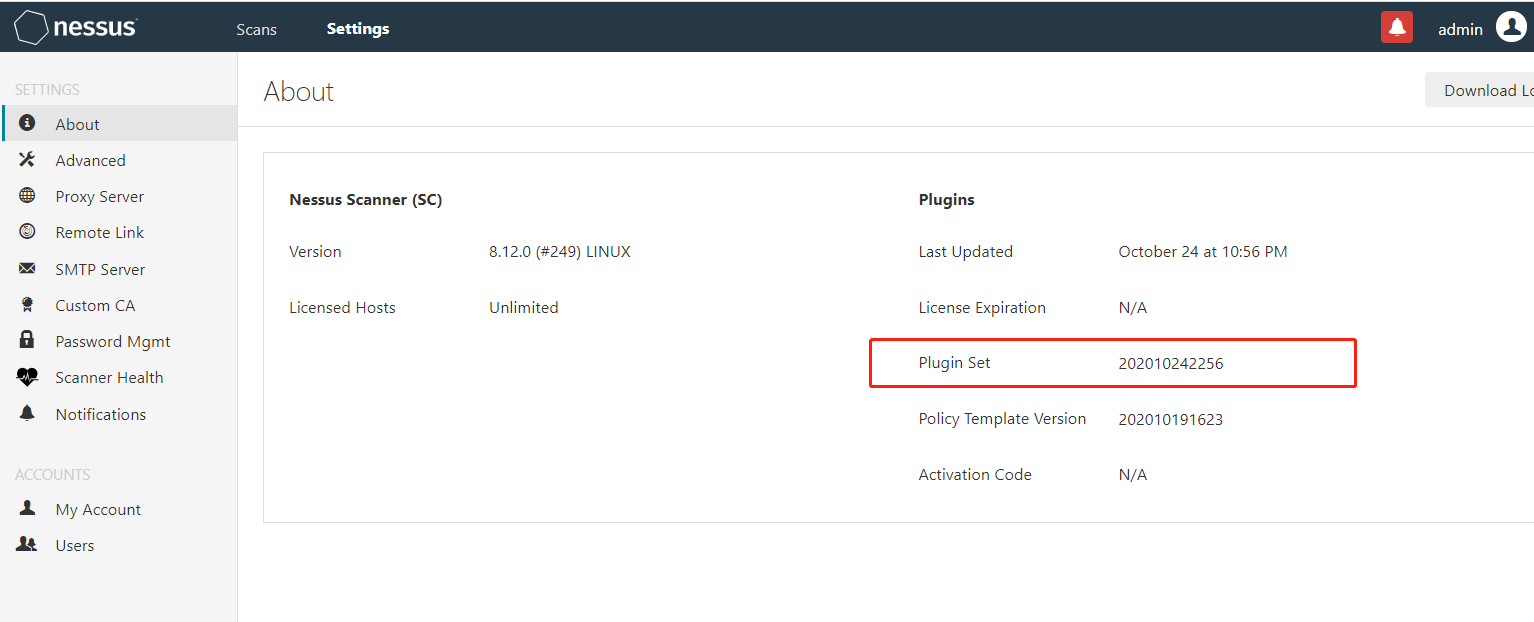 nessus
Scans
Settings
admin
SETTINGS
About
Advanced
Proxy Server
Remote Link
SMTP Server
Custom CA
Password Mgmt
Scanner Health
Notifications
ACCOUNTS
My Account
Users
About
Download Lo
Nessus Scanner (SC)
Version 8.12.0 (#249) LINUX
Licensed Hosts Unlimited
Plugins
Last Updated October 24 at 10:56 PM
License Expiration N/A
Plugin Set 202010242256
Policy Template Version 202010191623
Activation Code N/A